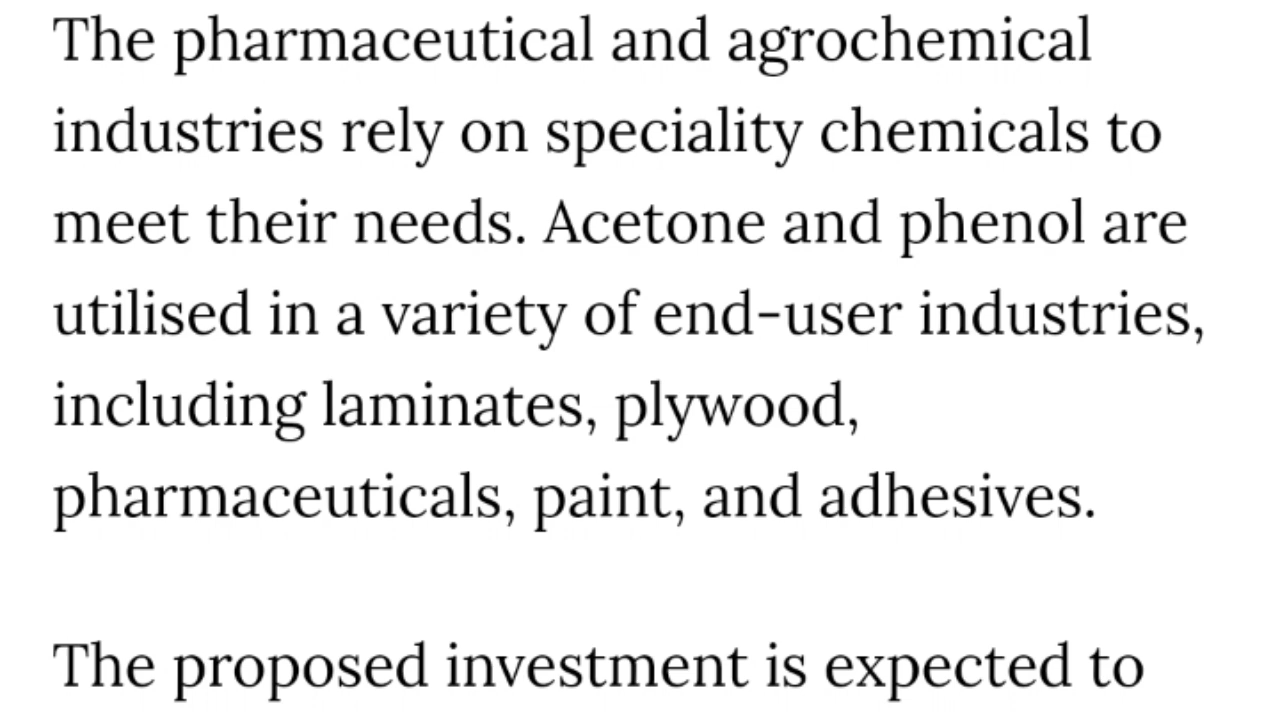 The pharmaceutical and agrochemical
industries rely on speciality chemicals to
meet their needs. Acetone and phenol are
utilised in a variety of end-user industries,
including laminates, plywood,
pharmaceuticals, paint, and adhesives.
The proposed investment is expected to